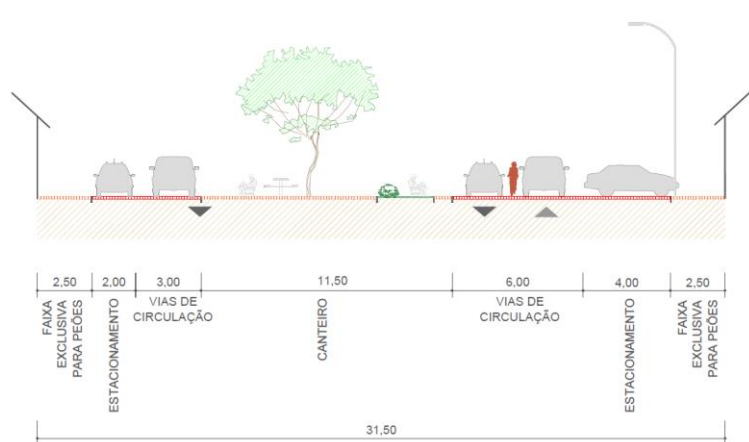 2,50 2,00 3,00 11,50 6,00 4,00 2,50
FAIXA
EXCLUSIVA
PARA PEÕES
ESTACIONAMENTO
VIAS DE
CIRCULAÇÃO
CANTEIRO
VIAS DE
CIRCULAÇÃO
ESTACIONAMENTO
FAIXA
EXCLUSIVA
PARA PEÕES
31,50